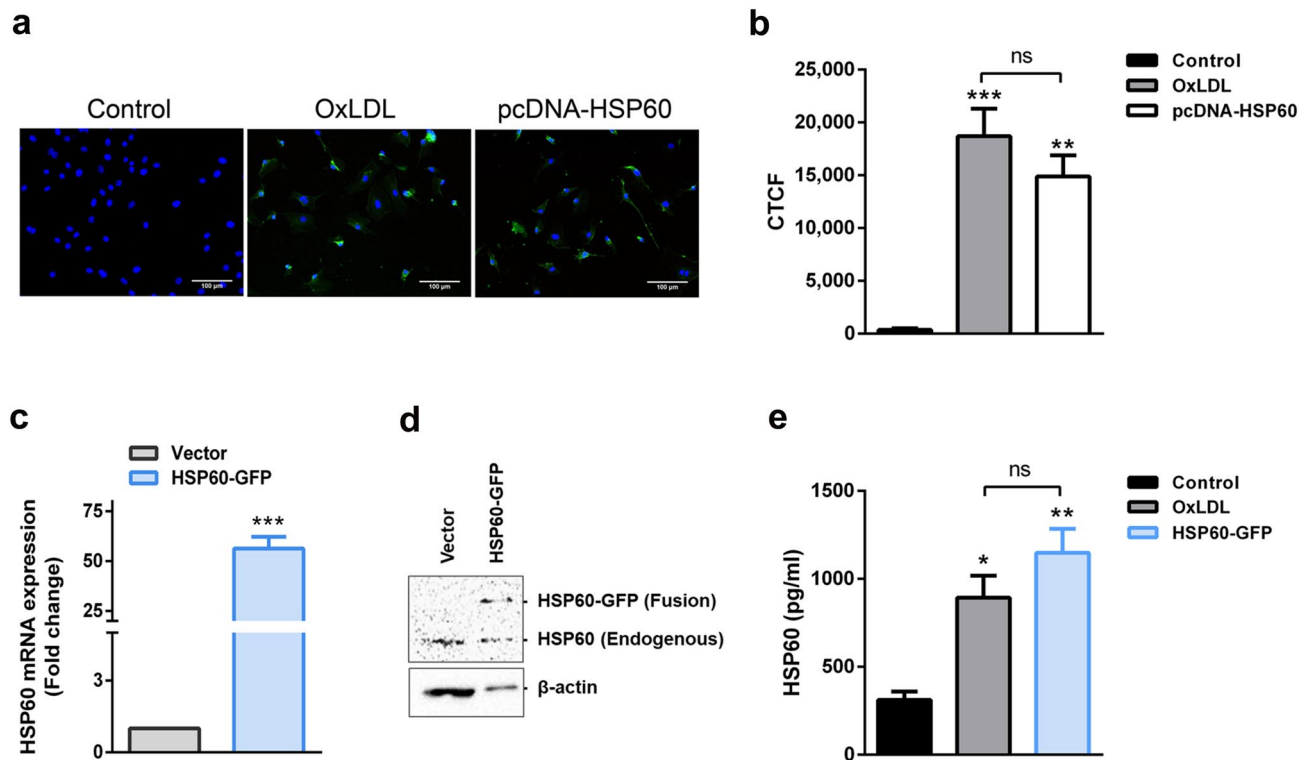 a
Control
OxLDL
pcDNA-HSP60
100 µm
100 µm
100 µm
b
ns
***
**
25,000
20,000
15,000
10,000
5,000
0
CTCF
Control
OxLDL
pcDNA-HSP60
c
Vector
HSP60-GFP
***
75
50
25
3
0
HSP60 mRNA expression
(Fold change)
d
Vector
HSP60-GFP
HSP60-GFP (Fusion)
HSP60 (Endogenous)
β-actin
e
ns
*
**
1500
1000
500
0
HSP60 (pg/ml)
Control
OxLDL
HSP60-GFP